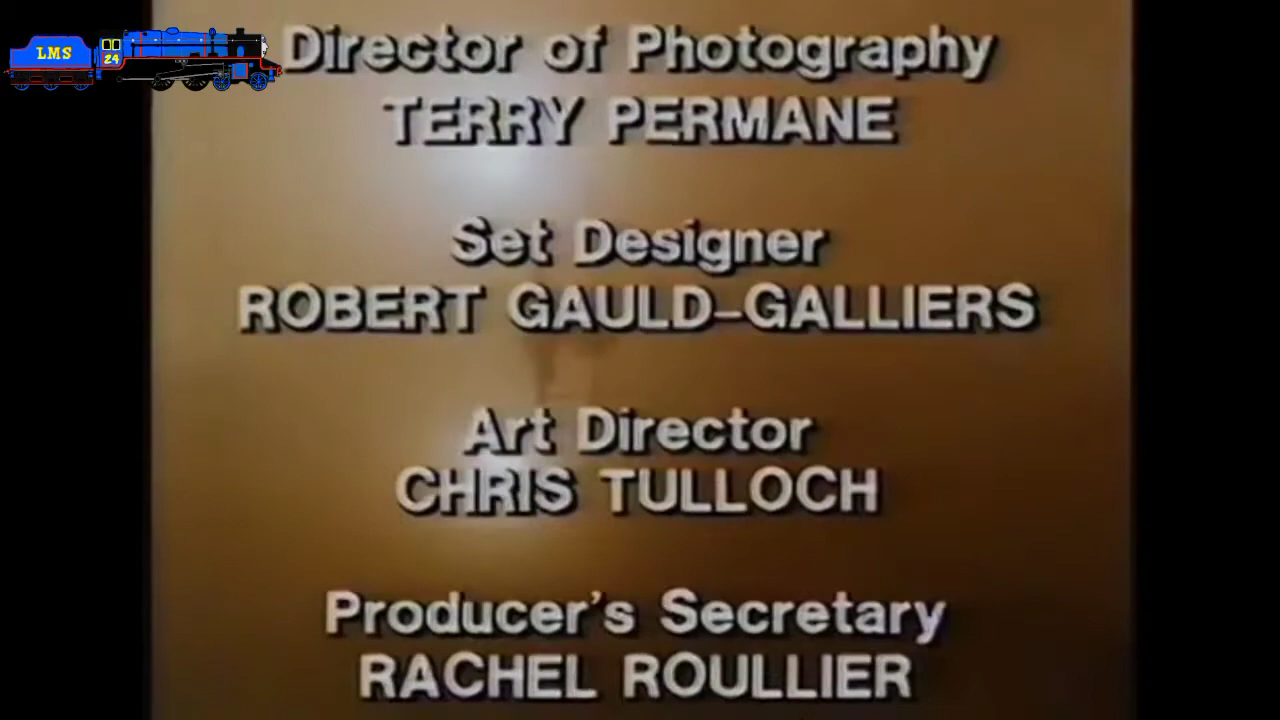 LMS
24
Director of Photography
TERRY PERMANE
Set Designer
ROBERT GAULD-GALLIERS
Art Director
CHRIS TULLOCH
Producer's Secretary
RACHEL ROULLIER